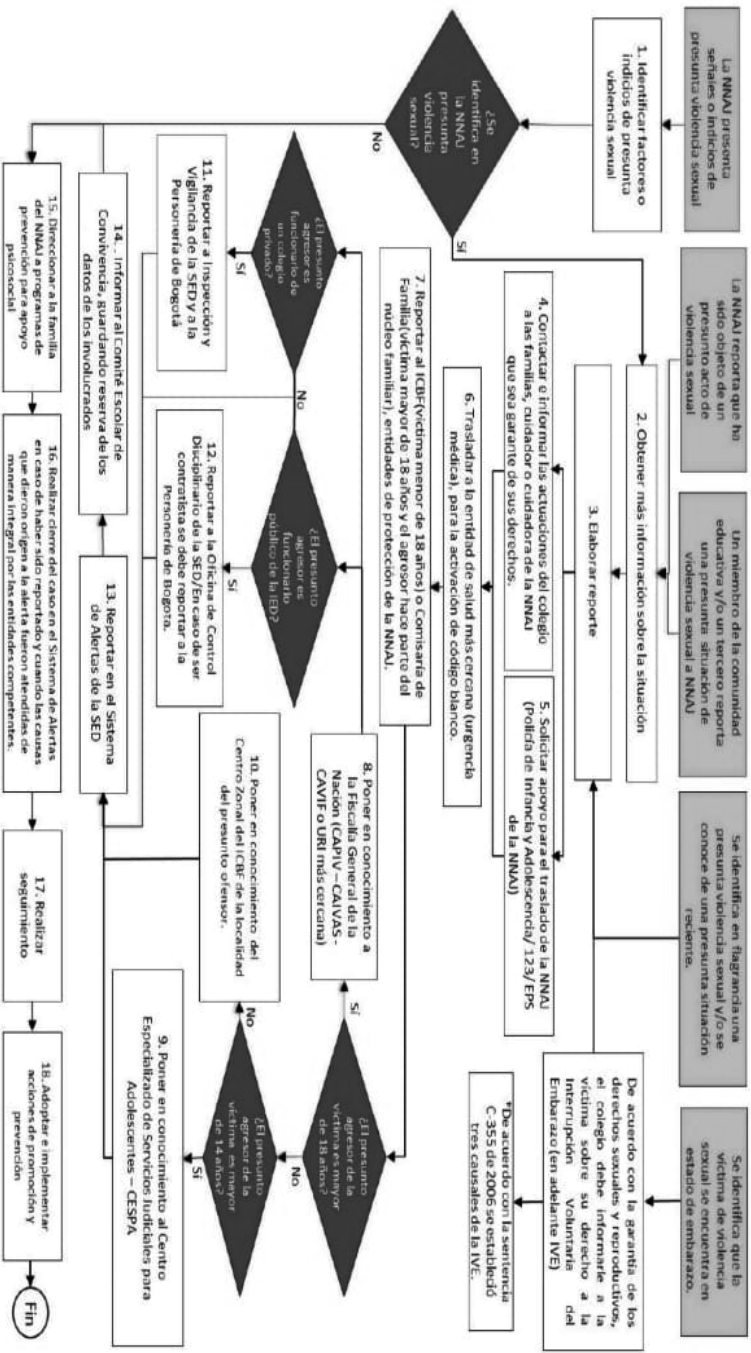 La NNAJ presenta
señales o indicios de
presunta violencia sexual
La NNAJ reporta que ha
sido objeto de un
presunto acto de
violencia sexual
Un miembro de la comunidad
educativa y/o un tercero reporta
una presunta situación de
violencia sexual a NNAJ
Se identifica en flagrancia una
presunta violencia sexual y/o se
conoce de una presunta situación
reciente.
Se identifica que la
víctima de violencia
sexual se encuentra en
estado de embarazo.
1. Identificar factores o
indicios de presunta
violencia sexual
2. Obtener más información sobre la situación
De acuerdo con la garantía de los
derechos sexuales y reproductivos,
el colegio debe informarle a la
víctima sobre su derecho a la
Interrupción Voluntaria del
Embarazo (en adelante IVE)
3. Elaborar reporte
¿Se
identifica en
la NNAJ
presunta
violencia
sexual?
Sí
No
4. Contactar e informar las actuaciones del colegio
a las familias, cuidador o cuidadora de la NNAJ
que sea garante de sus derechos.
5. Solicitar apoyo para el traslado de la NNAJ
(Policía de Infancia y Adolescencia/ 123/ EPS
de la NNAJ)
*De acuerdo con la sentencia
C-355 de 2006 se estableció
tres causales de la IVE.
6. Trasladar a la entidad de salud más cercana (urgencia
médica), para la activación de código blanco.
7. Reportar al ICBF(víctima menor de 18 años) o Comisaría de
Familia(víctima mayor de 18 años y el agresor hace parte del
núcleo familiar), entidades de protección de la NNAJ.
8. Poner en conocimiento a
la Fiscalía General de la
Nación (CAPIV – CAIVAS -
CAVIF o URI más cercana)
Sí
¿El presunto
agresor de la
víctima es mayor
de 18 años?
No
¿El presunto
agresor es
funcionario de
un colegio
privado?
Sí
No
¿El presunto
agresor es
funcionario
público de la IED?
Sí
10. Poner en conocimiento del
Centro Zonal del ICBF de la localidad
del presunto ofensor.
No
¿El presunto
agresor de la
víctima es mayor
de 14 años?
Sí
11. Reportar a Inspección y
Vigilancia de la SED y a la
Personería de Bogotá
12. Reportar a la Oficina de Control
Disciplinario de la SED/En caso de ser
contratista se debe reportar a la
Personería de Bogota.
9. Poner en conocimiento al Centro
Especializado de Servicios Judiciales para
Adolescentes – CESPA
14. . Informar al Comité Escolar de
Convivencia, guardando reserva de los
datos de los involucrados
13. Reportar en el Sistema
de Alertas de la SED
15. Direccionar a la familia
del NNAJ a programas de
prevención para apoyo
psicosocial
16. Realizar cierre del caso en el Sistema de Alertas
en caso de haber sido reportado y cuando las causas
que dieron origen a la alerta fueron atendidas de
manera integral por las entidades competentes.
17. Realizar
seguimiento
18. Adoptar e implementar
acciones de promoción y
prevención
Fin